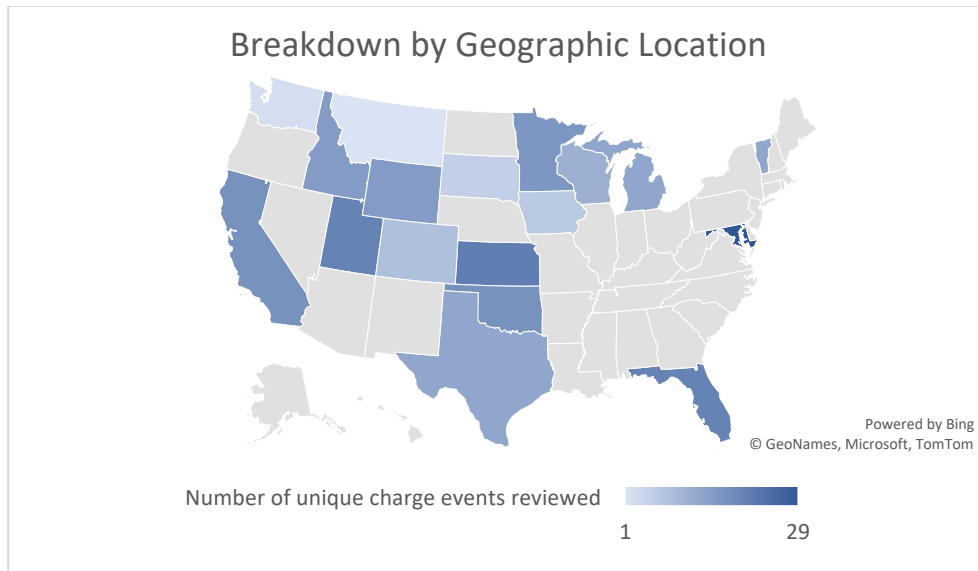 Breakdown by Geographic Location
Powered by Bing
© GeoNames, Microsoft, TomTom
Number of unique charge events reviewed
1
29